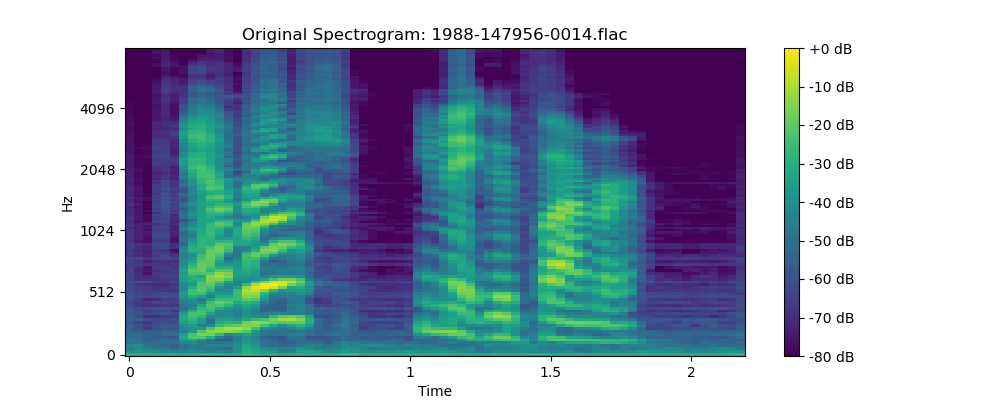 Original Spectrogram: 1988-147956-0014.flac
+0 dB
-10 dB
-20 dB
-30 dB
-40 dB
-50 dB
-60 dB
-70 dB
-80 dB
4096
2048
1024
512
0
Hz
0
0.5
1
1.5
2
Time